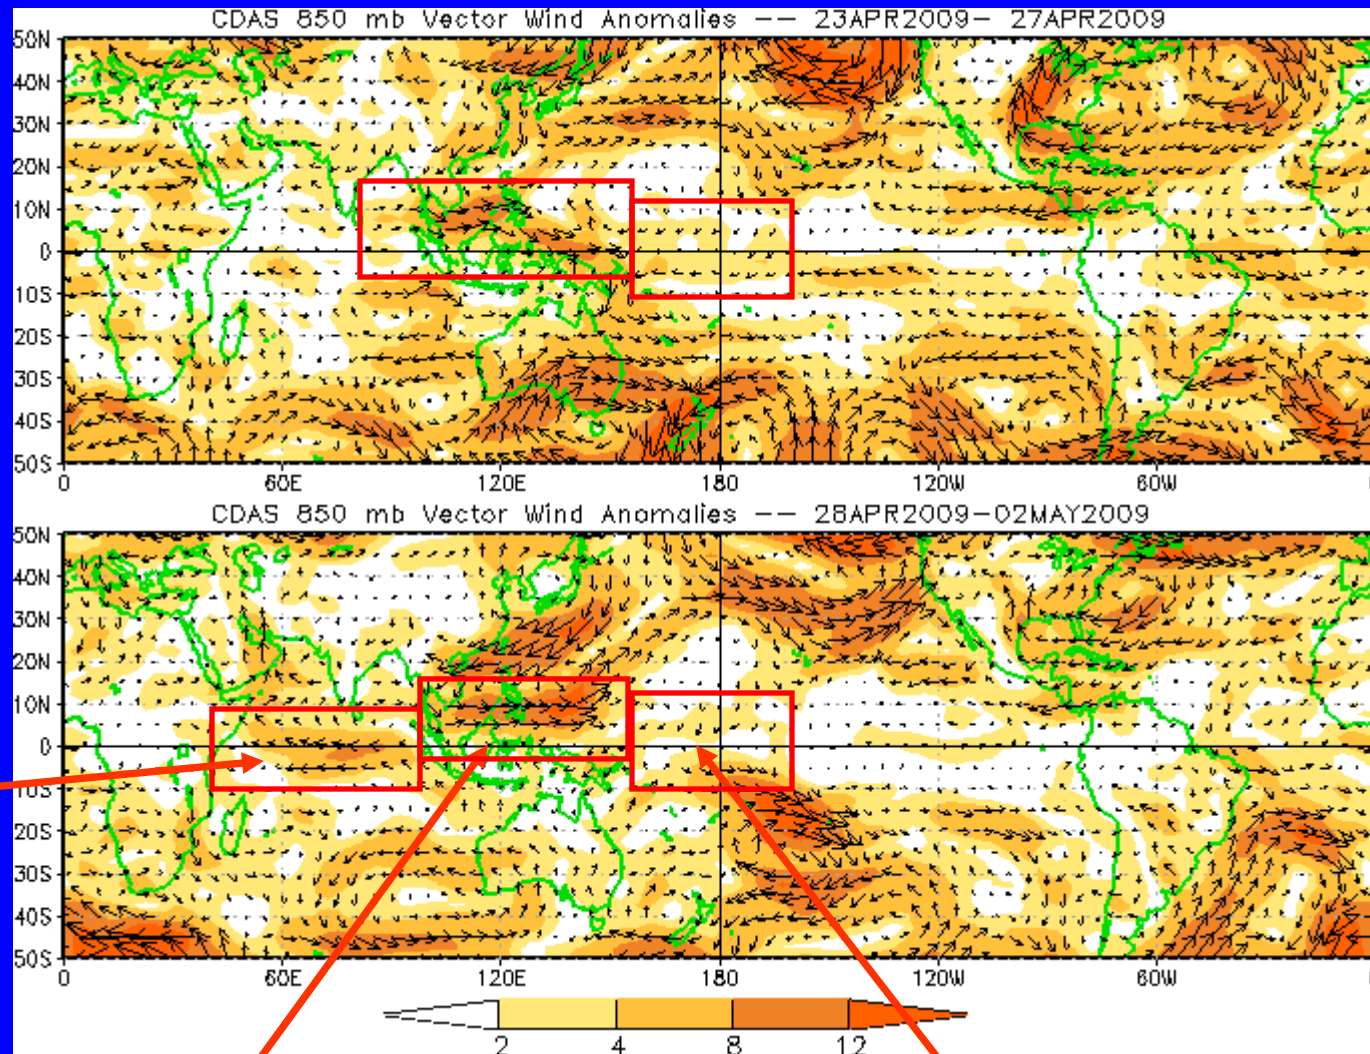 CDAS 850 mb Vector Wind Anomalies -- 23APR2009- 27APR2009
50N
40N
30N
20N
10N
0
10S
20S
30S
40S
50S
0 60E 120E 180 120W 60W
CDAS 850 mb Vector Wind Anomalies -- 28APR2009-02MAY2009
50N
40N
30N
20N
10N
0
10S
20S
30S
40S
50S
0 60E 120E 180 120W 60W
2 4 8 12